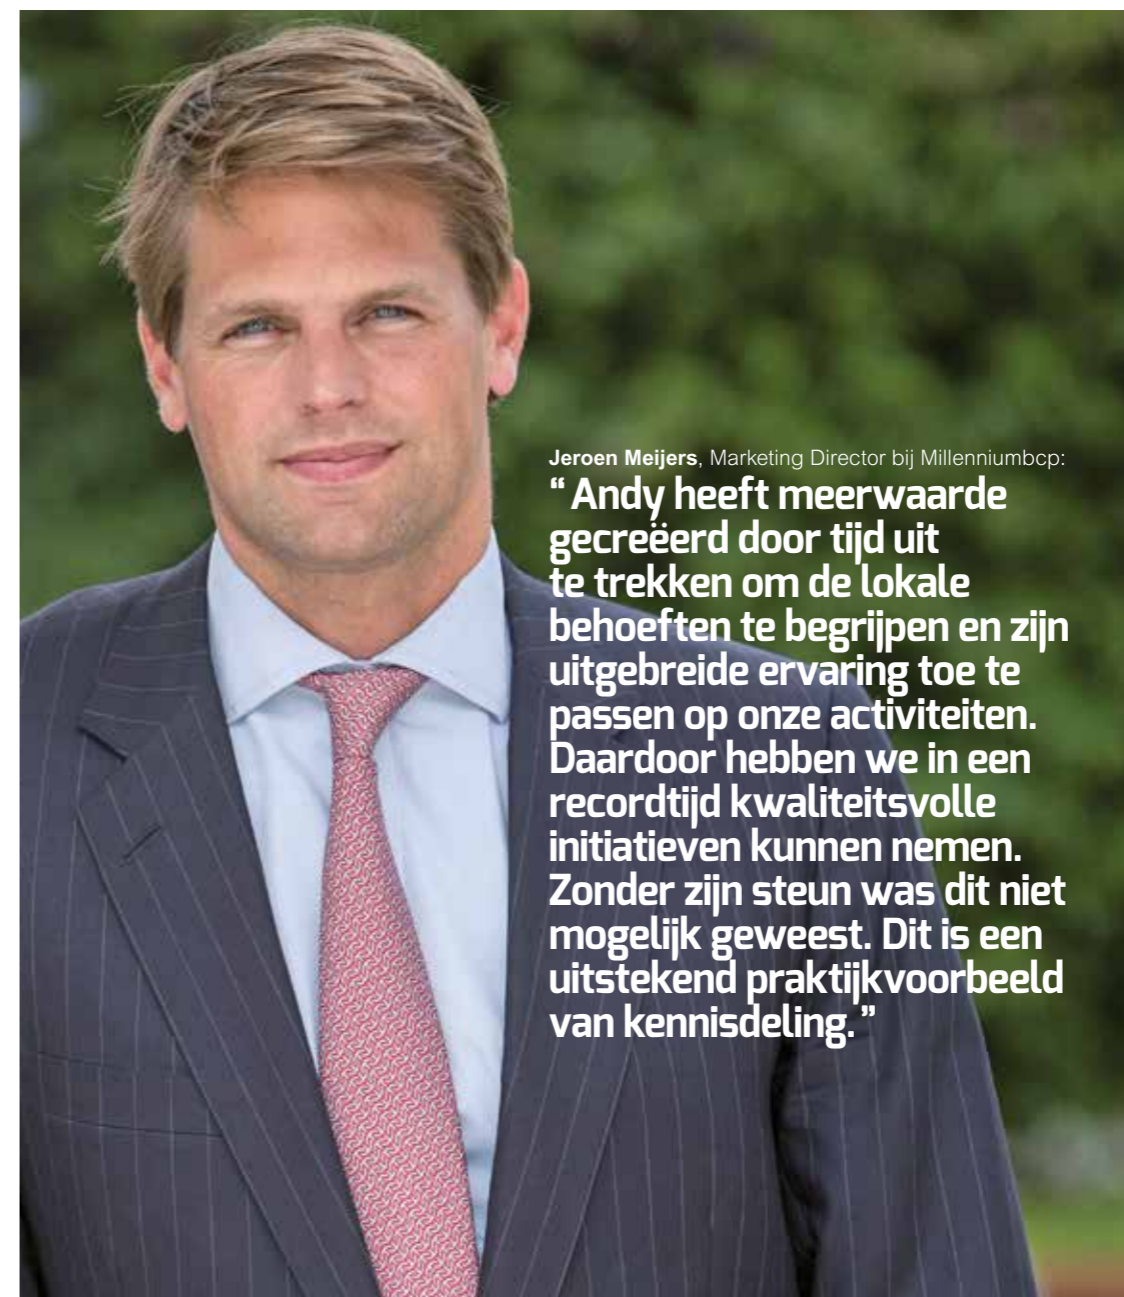 Jeroen Meijers, Marketing Director bij Millenniumbcp:
“ Andy heeft meerwaarde
gecreëerd door tijd uit
te trekken om de lokale
behoeften te begrijpen en zijn
uitgebreide ervaring toe te
passen op onze activiteiten.
Daardoor hebben we in een
recordtijd kwaliteitsvolle
initiatieven kunnen nemen.
Zonder zijn steun was dit niet
mogelijk geweest. Dit is een
uitstekend praktijkvoorbeeld
van kennisdeling. ”